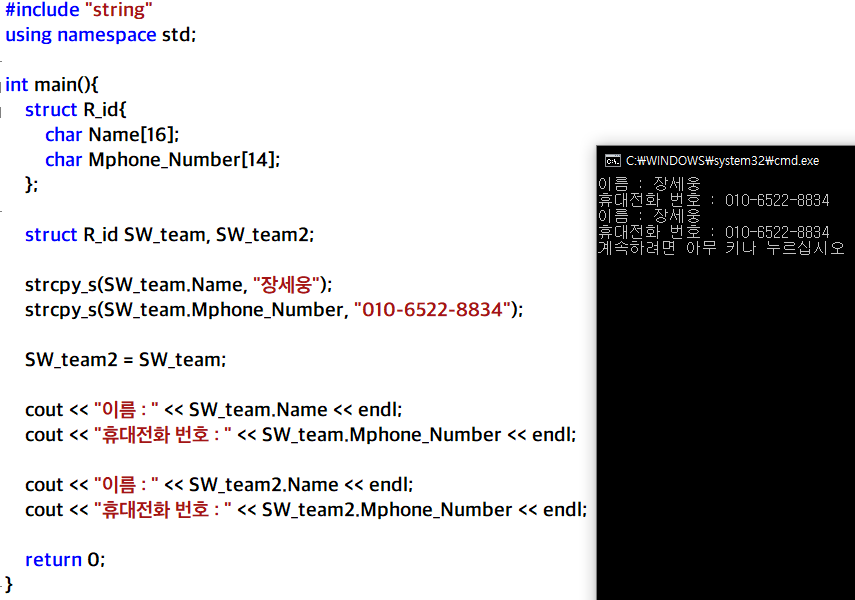 #include "string"
using namespace std;
int main(){
struct R_id{
char Name[16];
char Mphone_Number[14];
};
struct R_id SW_team, SW_team2;
strcpy_s(SW_team.Name, "장세웅");
strcpy_s(SW_team.Mphone_Number, "010-6522-8834");
SW_team2 = SW_team;
cout << "이름 : " << SW_team.Name << endl;
cout << "휴대전화 번호 : " << SW_team.Mphone_Number << endl;
cout << "이름 : " << SW_team2.Name << endl;
cout << "휴대전화 번호 : " << SW_team2.Mphone_Number << endl;
return 0;
}
C:₩WINDOWS₩system32₩cmd.exe
이름 : 장세웅
휴대전화 번호 : 010-6522-8834
이름 : 장세웅
휴대전화 번호 : 010-6522-8834
계속하려면 아무 키나 누르십시오